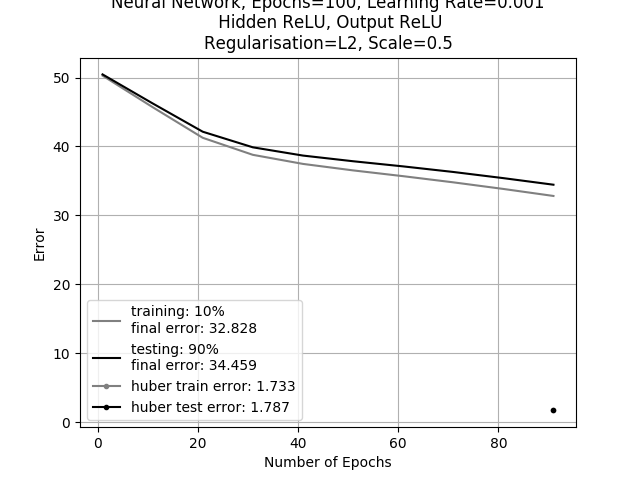 Neural Network, Epochs=100, Learning Rate=0.001
Hidden ReLU, Output ReLU
Regularisation=L2, Scale=0.5
50
40
30
20
10
0
Error
training: 10%
final error: 32.828
testing: 90%
final error: 34.459
huber train error: 1.733
huber test error: 1.787
0 20 40 60 80
Number of Epochs